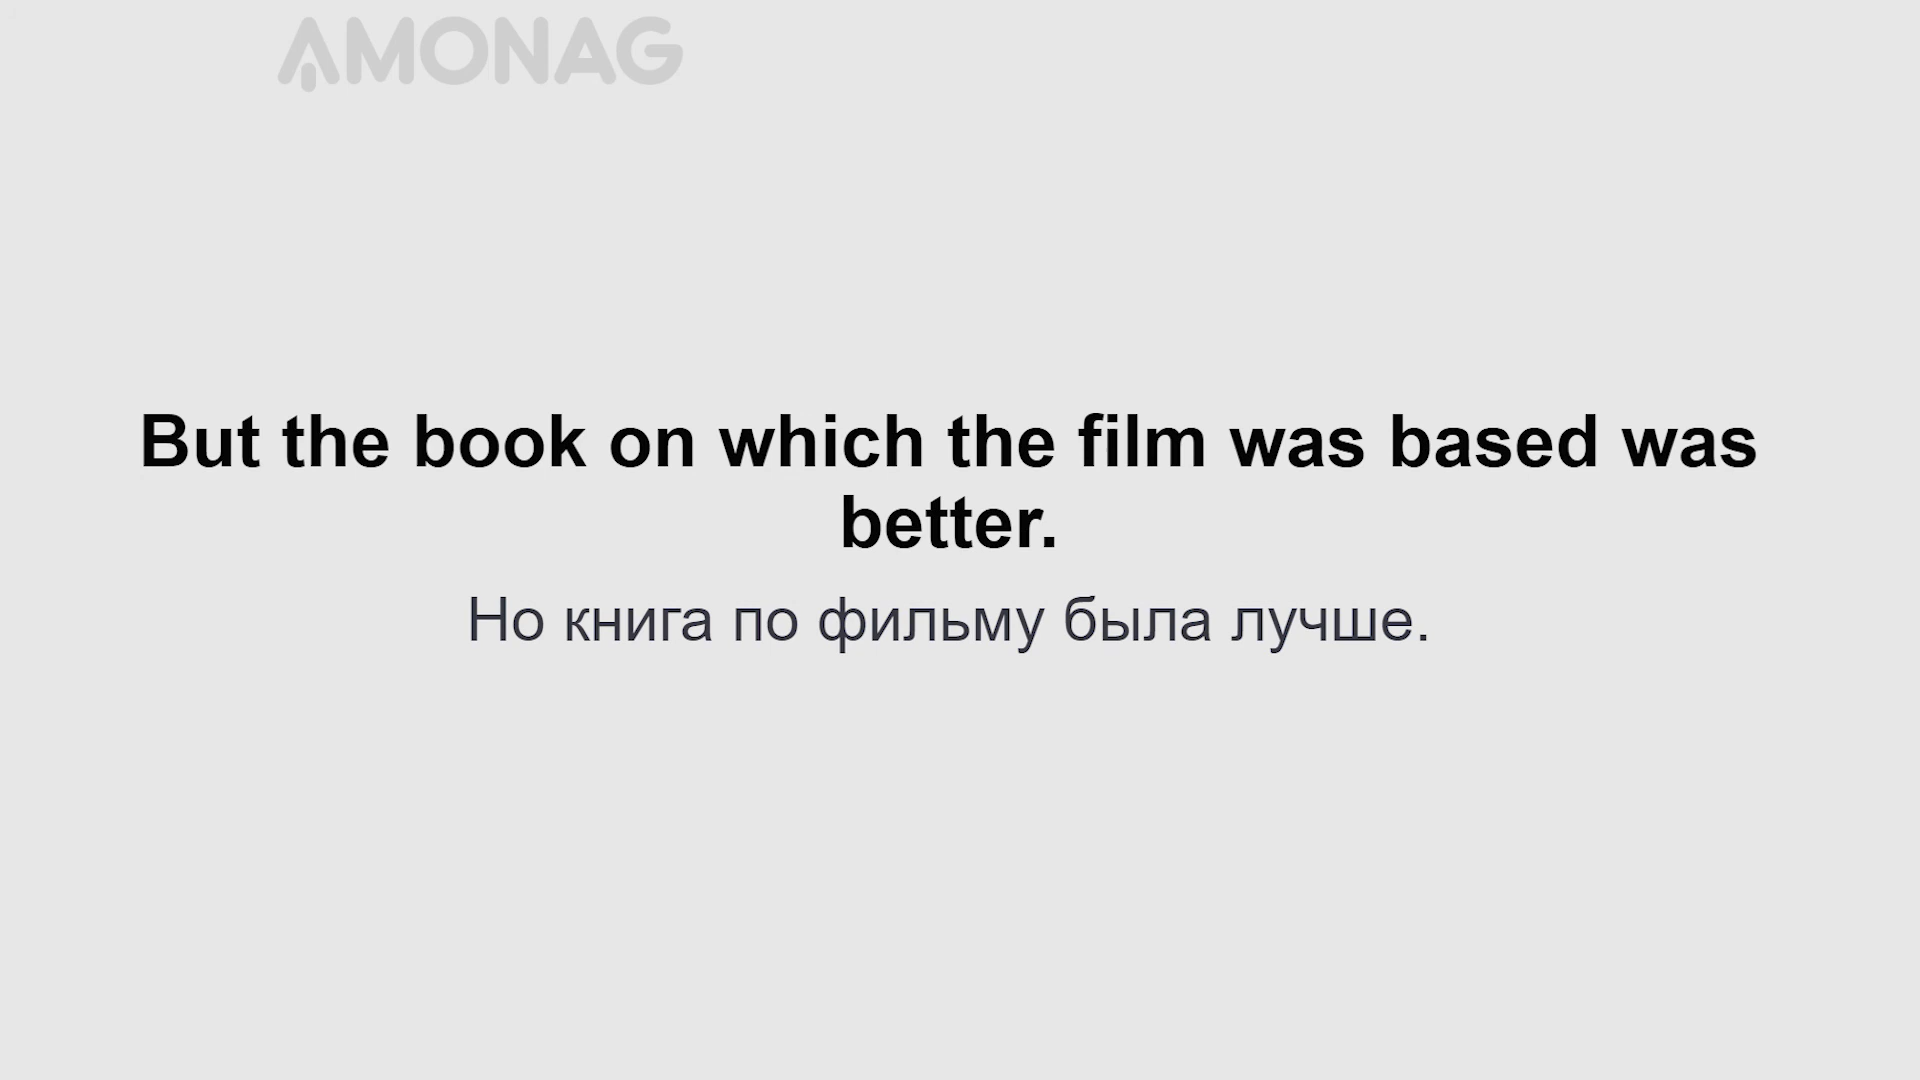 AMONAG
But the book on which the film was based was
better.
Но книга по фильму была лучше.